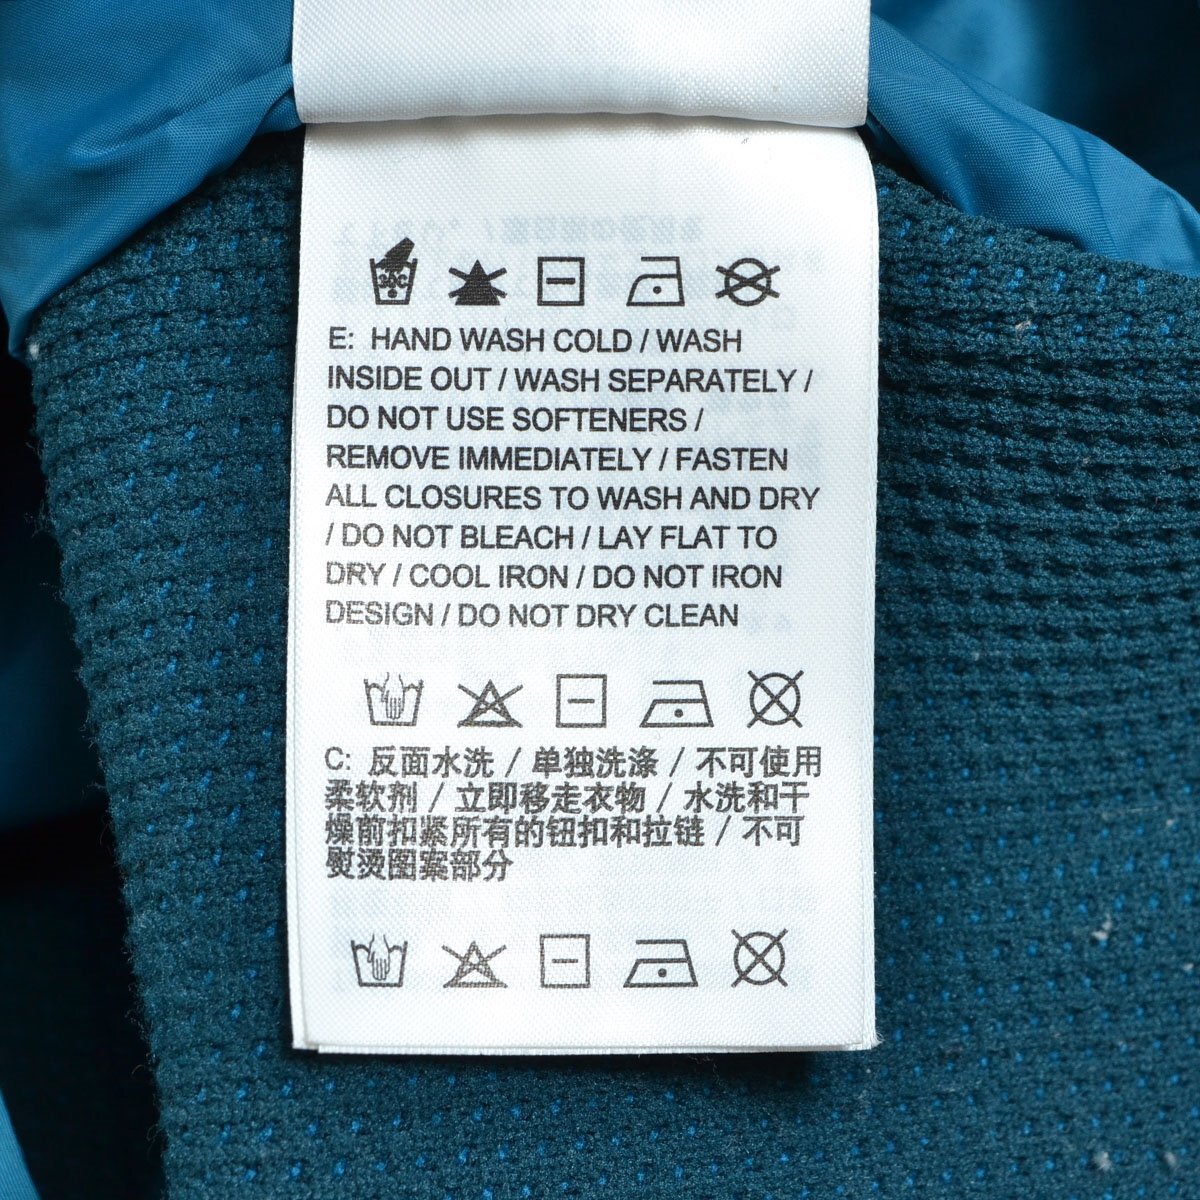 30°C
E: HAND WASH COLD / WASH
INSIDE OUT / WASH SEPARATELY /
DO NOT USE SOFTENERS /
REMOVE IMMEDIATELY / FASTEN
ALL CLOSURES TO WASH AND DRY
/ DO NOT BLEACH / LAY FLAT TO
DRY / COOL IRON / DO NOT IRON
DESIGN / DO NOT DRY CLEAN
C: 反面水洗 / 单独洗涤 / 不可使用
柔软剂 / 立即移走衣物 / 水洗和干
燥前扣紧所有的钮扣和拉链 / 不可
熨烫图案部分